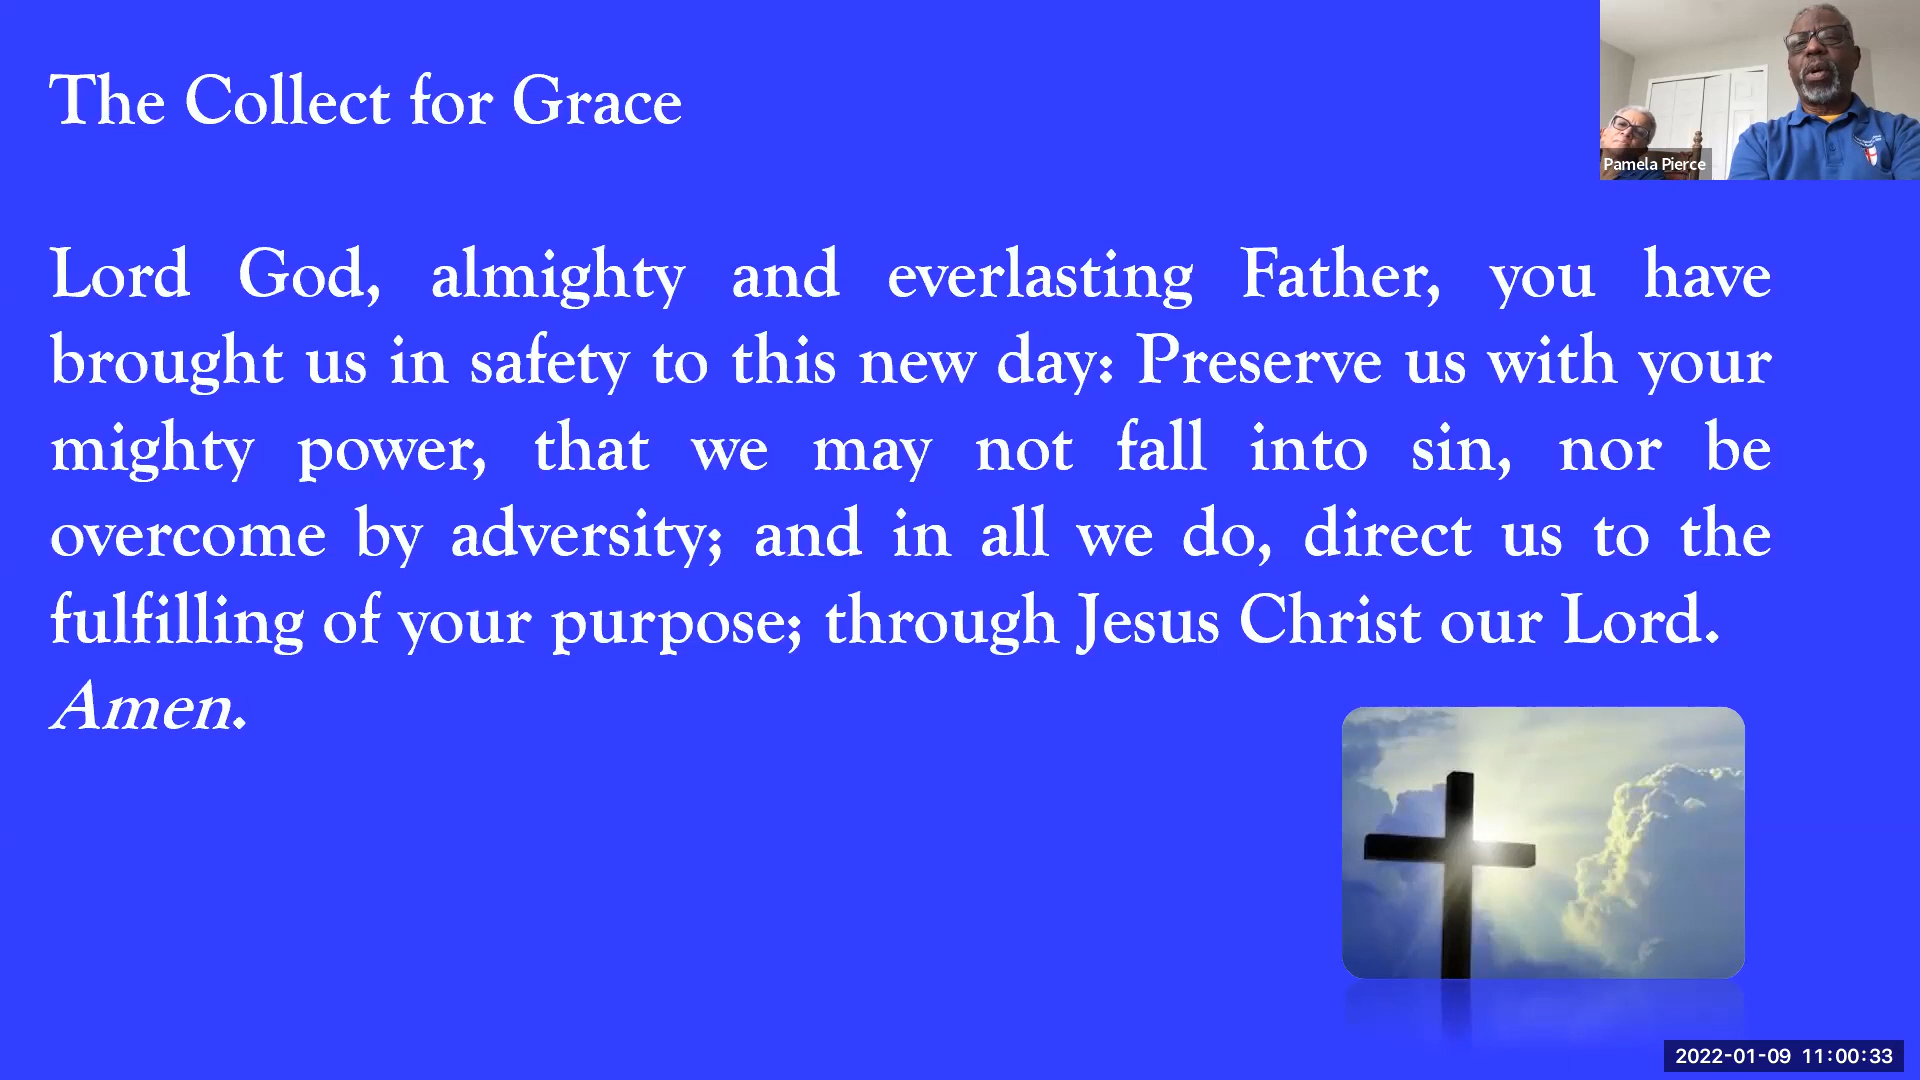 The Collect for Grace
Pamela Pierce
Lord God, almighty and everlasting Father, you have
brought us in safety to this new day: Preserve us with your
mighty power, that we may not fall into sin, nor be
overcome by adversity; and in all we do, direct us to the
fulfilling of your purpose; through Jesus Christ our Lord.
Amen.
2022-01-09 11:00:33